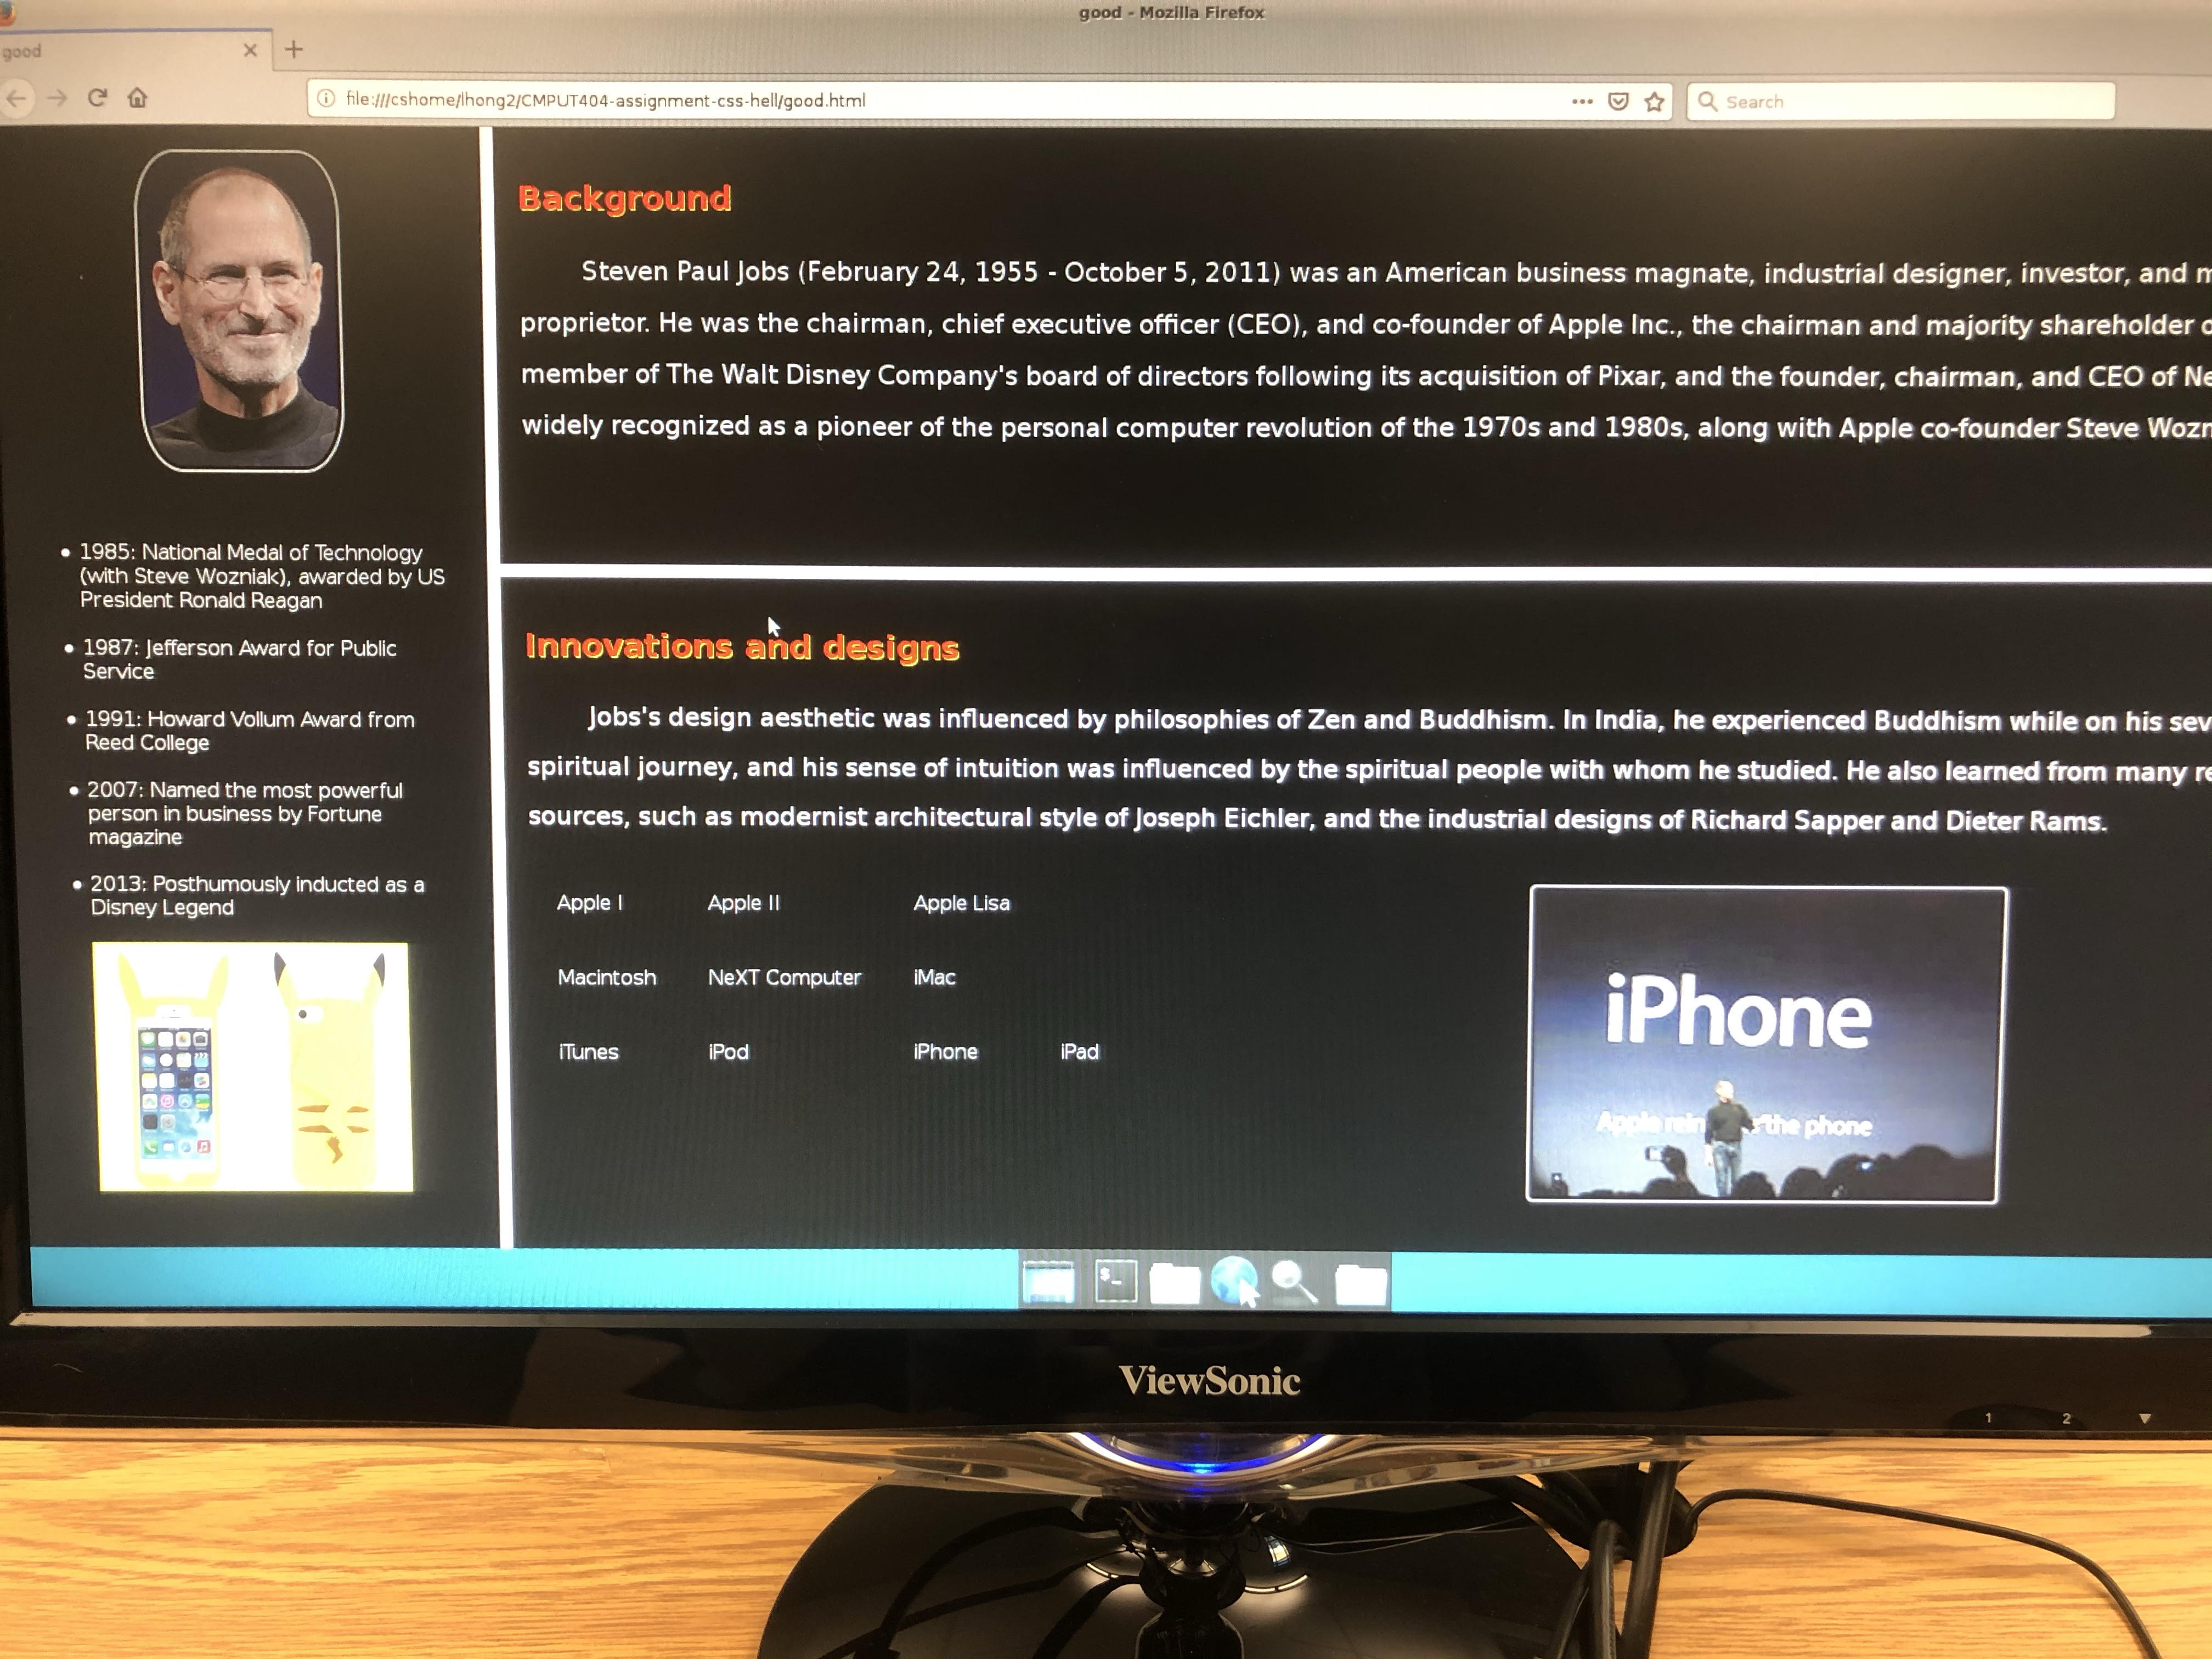 good - Mozilla Firefox
good
file:///cshome/lhong2/CMPUT404-assignment-css-hell/good.html
Search
Background
Steven Paul Jobs (February 24, 1955 - October 5, 2011) was an American business magnate, industrial designer, investor, and
proprietor. He was the chairman, chief executive officer (CEO), and co-founder of Apple Inc., the chairman and majority shareholder
member of The Walt Disney Company's board of directors following its acquisition of Pixar, and the founder, chairman, and CEO of Ne
widely recognized as a pioneer of the personal computer revolution of the 1970s and 1980s, along with Apple co-founder Steve Wozn
1985: National Medal of Technology
(with Steve Wozniak), awarded by US
President Ronald Reagan
1987: Jefferson Award for Public
Service
1991: Howard Vollum Award from
Reed College
2007: Named the most powerful
person in business by Fortune
magazine
2013: Posthumously inducted as a
Disney Legend
Innovations and designs
Jobs's design aesthetic was influenced by philosophies of Zen and Buddhism. In India, he experienced Buddhism while on his sev
spiritual journey, and his sense of intuition was influenced by the spiritual people with whom he studied. He also learned from many re
sources, such as modernist architectural style of Joseph Eichler, and the industrial designs of Richard Sapper and Dieter Rams.
Apple I Apple II Apple Lisa
Macintosh NeXT Computer iMac
iTunes iPod iPhone iPad
iPhone
Apple rein the phone
$_
ViewSonic
1 2